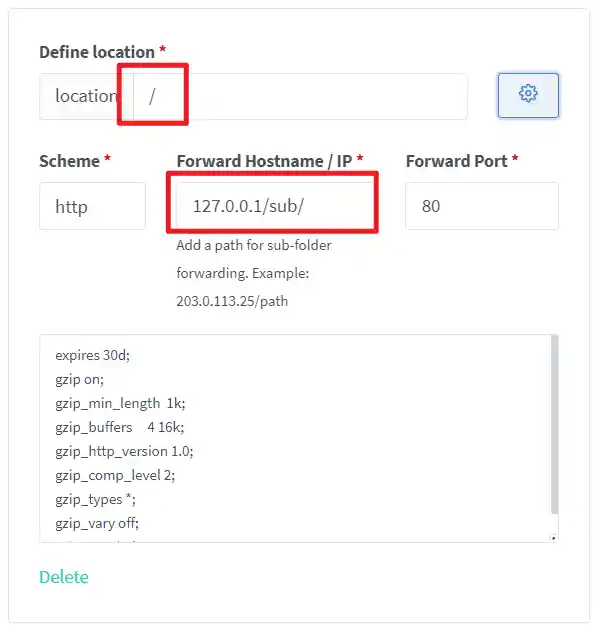 Define location *
location /
Scheme * Forward Hostname / IP * Forward Port *
http 127.0.0.1/sub/ 80
Add a path for sub-folder
forwarding. Example:
203.0.113.25/path
expires 30d;
gzip on;
gzip_min_length 1k;
gzip_buffers 4 16k;
gzip_http_version 1.0;
gzip_comp_level 2;
gzip_types *;
gzip_vary off;
Delete